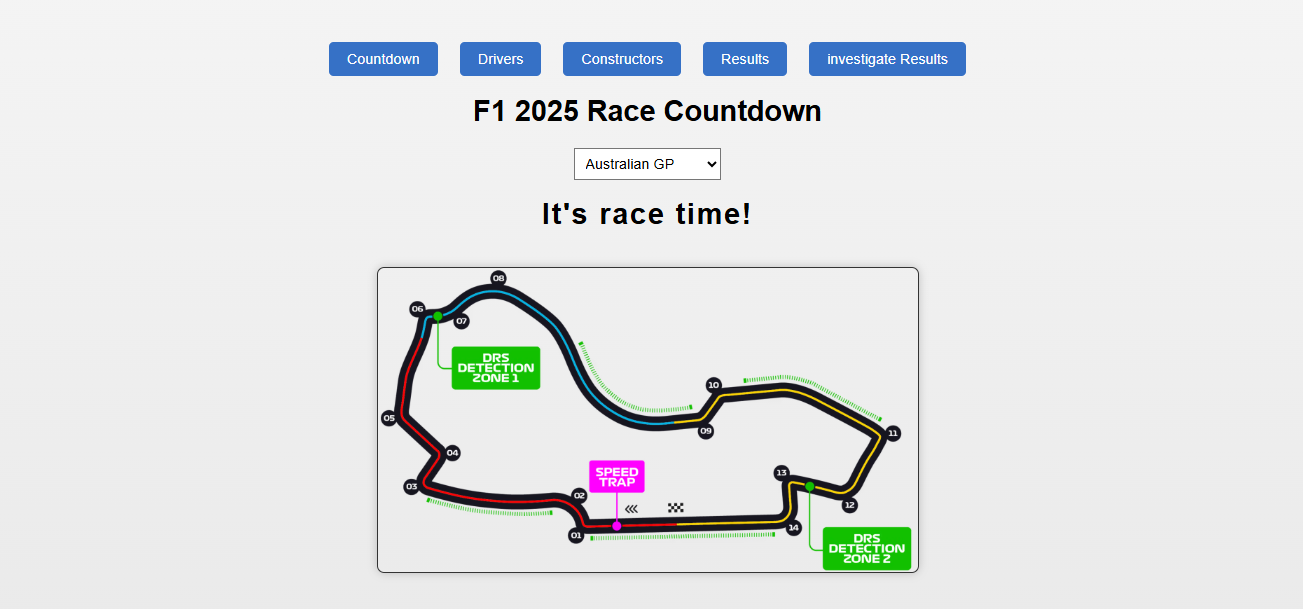 Countdown
Drivers
Constructors
Results
investigate Results
F1 2025 Race Countdown
Australian GP
It's race time!
08
06
07
DRS
DETECTION
ZONE 1
10
05
09
11
04
SPEED
TRAP
13
03
02
12
01
14
DRS
DETECTION
ZONE 2